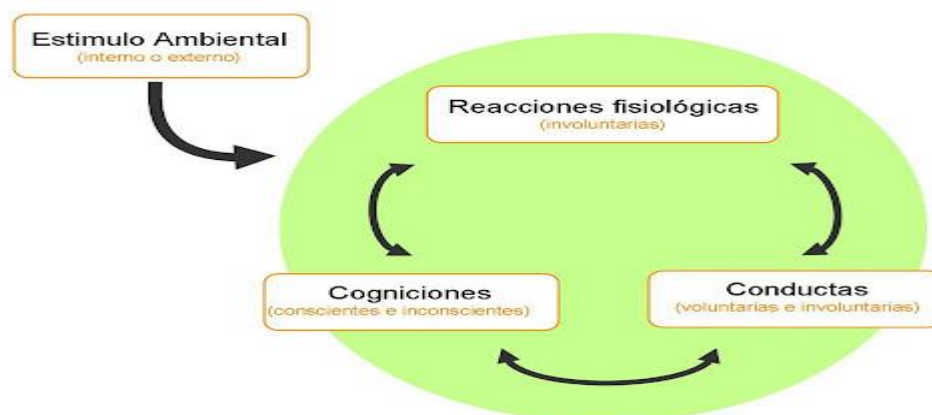 Estimulo Ambiental
(interno o externo)
Reacciones fisiológicas
(involuntarias)
Cogniciones
(conscientes e inconscientes)
Conductas
(voluntarias e involuntarias)